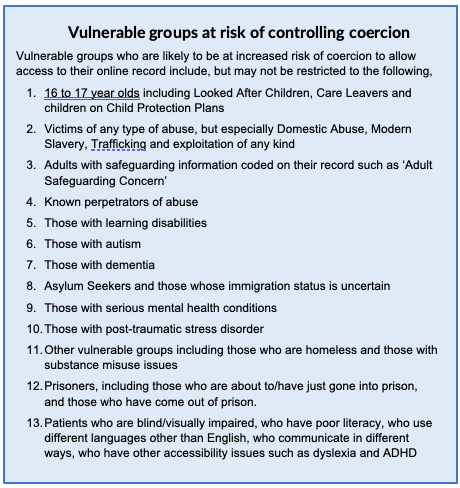 Vulnerable groups at risk of controlling coercion
Vulnerable groups who are likely to be at increased risk of coercion to allow
access to their online record include, but may not be restricted to the following,
1. 16 to 17 year olds including Looked After Children, Care Leavers and
children on Child Protection Plans
2. Victims of any type of abuse, but especially Domestic Abuse, Modern
Slavery, Trafficking and exploitation of any kind
3. Adults with safeguarding information coded on their record such as ‘Adult
Safeguarding Concern’
4. Known perpetrators of abuse
5. Those with learning disabilities
6. Those with autism
7. Those with dementia
8. Asylum Seekers and those whose immigration status is uncertain
9. Those with serious mental health conditions
10. Those with post-traumatic stress disorder
11. Other vulnerable groups including those who are homeless and those with
substance misuse issues
12. Prisoners, including those who are about to/have just gone into prison,
and those who have come out of prison.
13. Patients who are blind/visually impaired, who have poor literacy, who use
different languages other than English, who communicate in different
ways, who have other accessibility issues such as dyslexia and ADHD